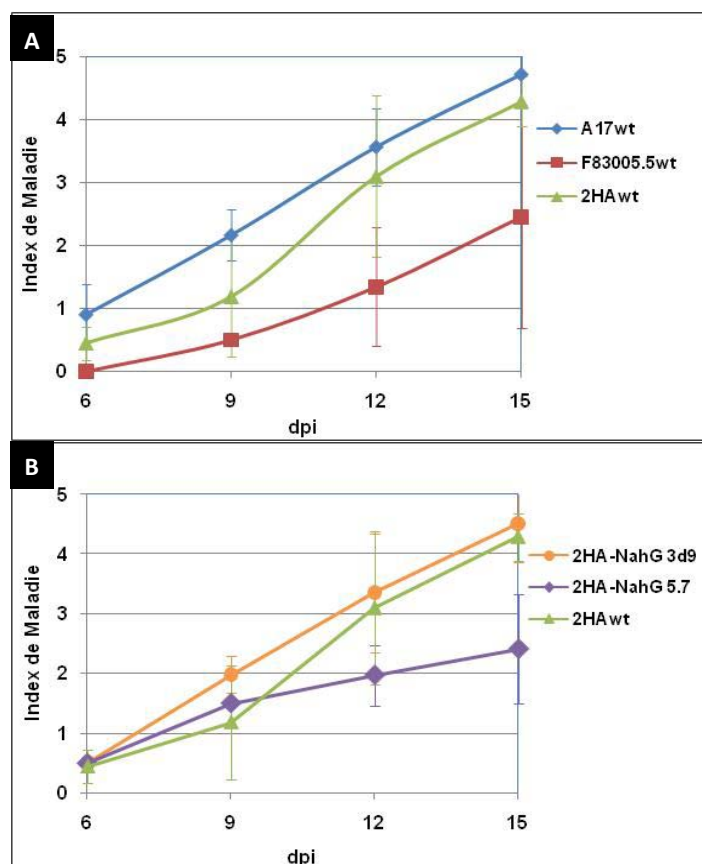 A
5
4
3
2
1
0
Index de Maladie
6 9 12 15
dpi
A17wt
F83005.5wt
2HAwt
B
5
4
3
2
1
0
Index de Maladie
6 9 12 15
dpi
2HA-NahG 3d9
2HA-NahG 5.7
2HAwt